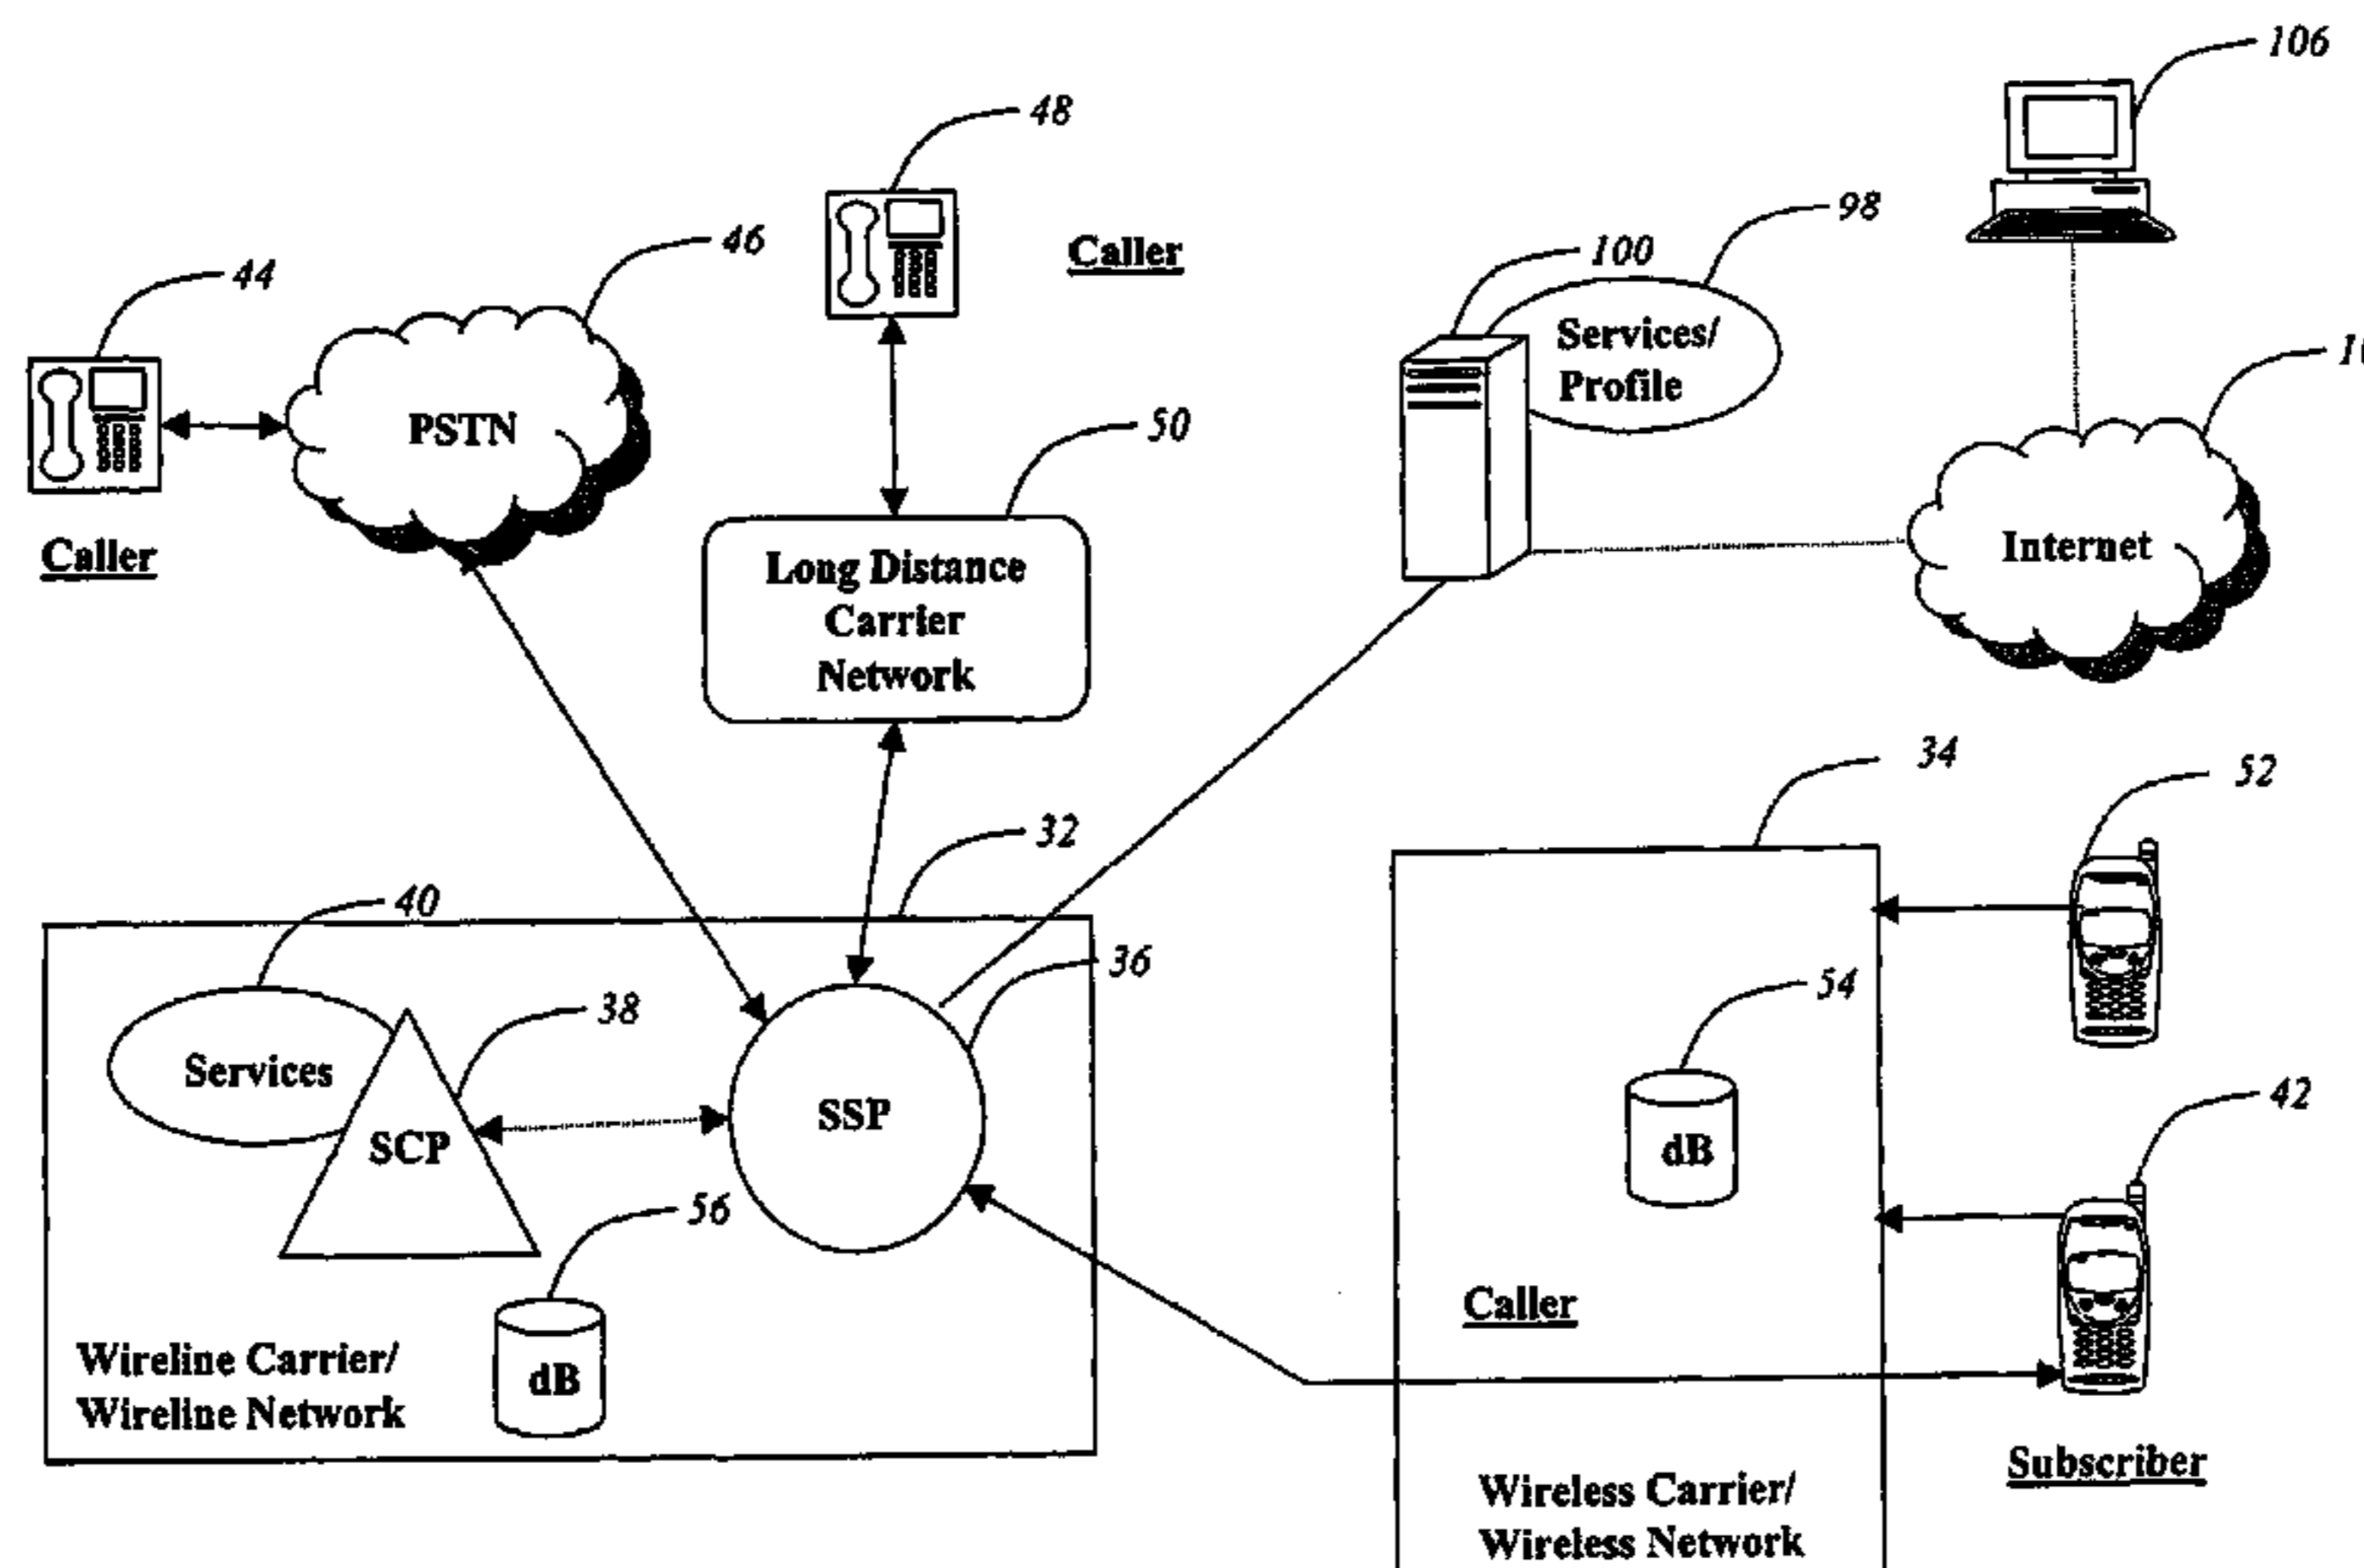 106
48
98
46
Caller
100
44
Services/
Profile
PSTN
50
Caller
Internet
Long Distance
Carrier
Network
34
52
32
40
36
54
38
Services
SSP
42
SCP
dB
56
Caller
Wireline Carrier/
Wireline Network
dB
Subscriber
Wireless Carrier/
Wireless Network